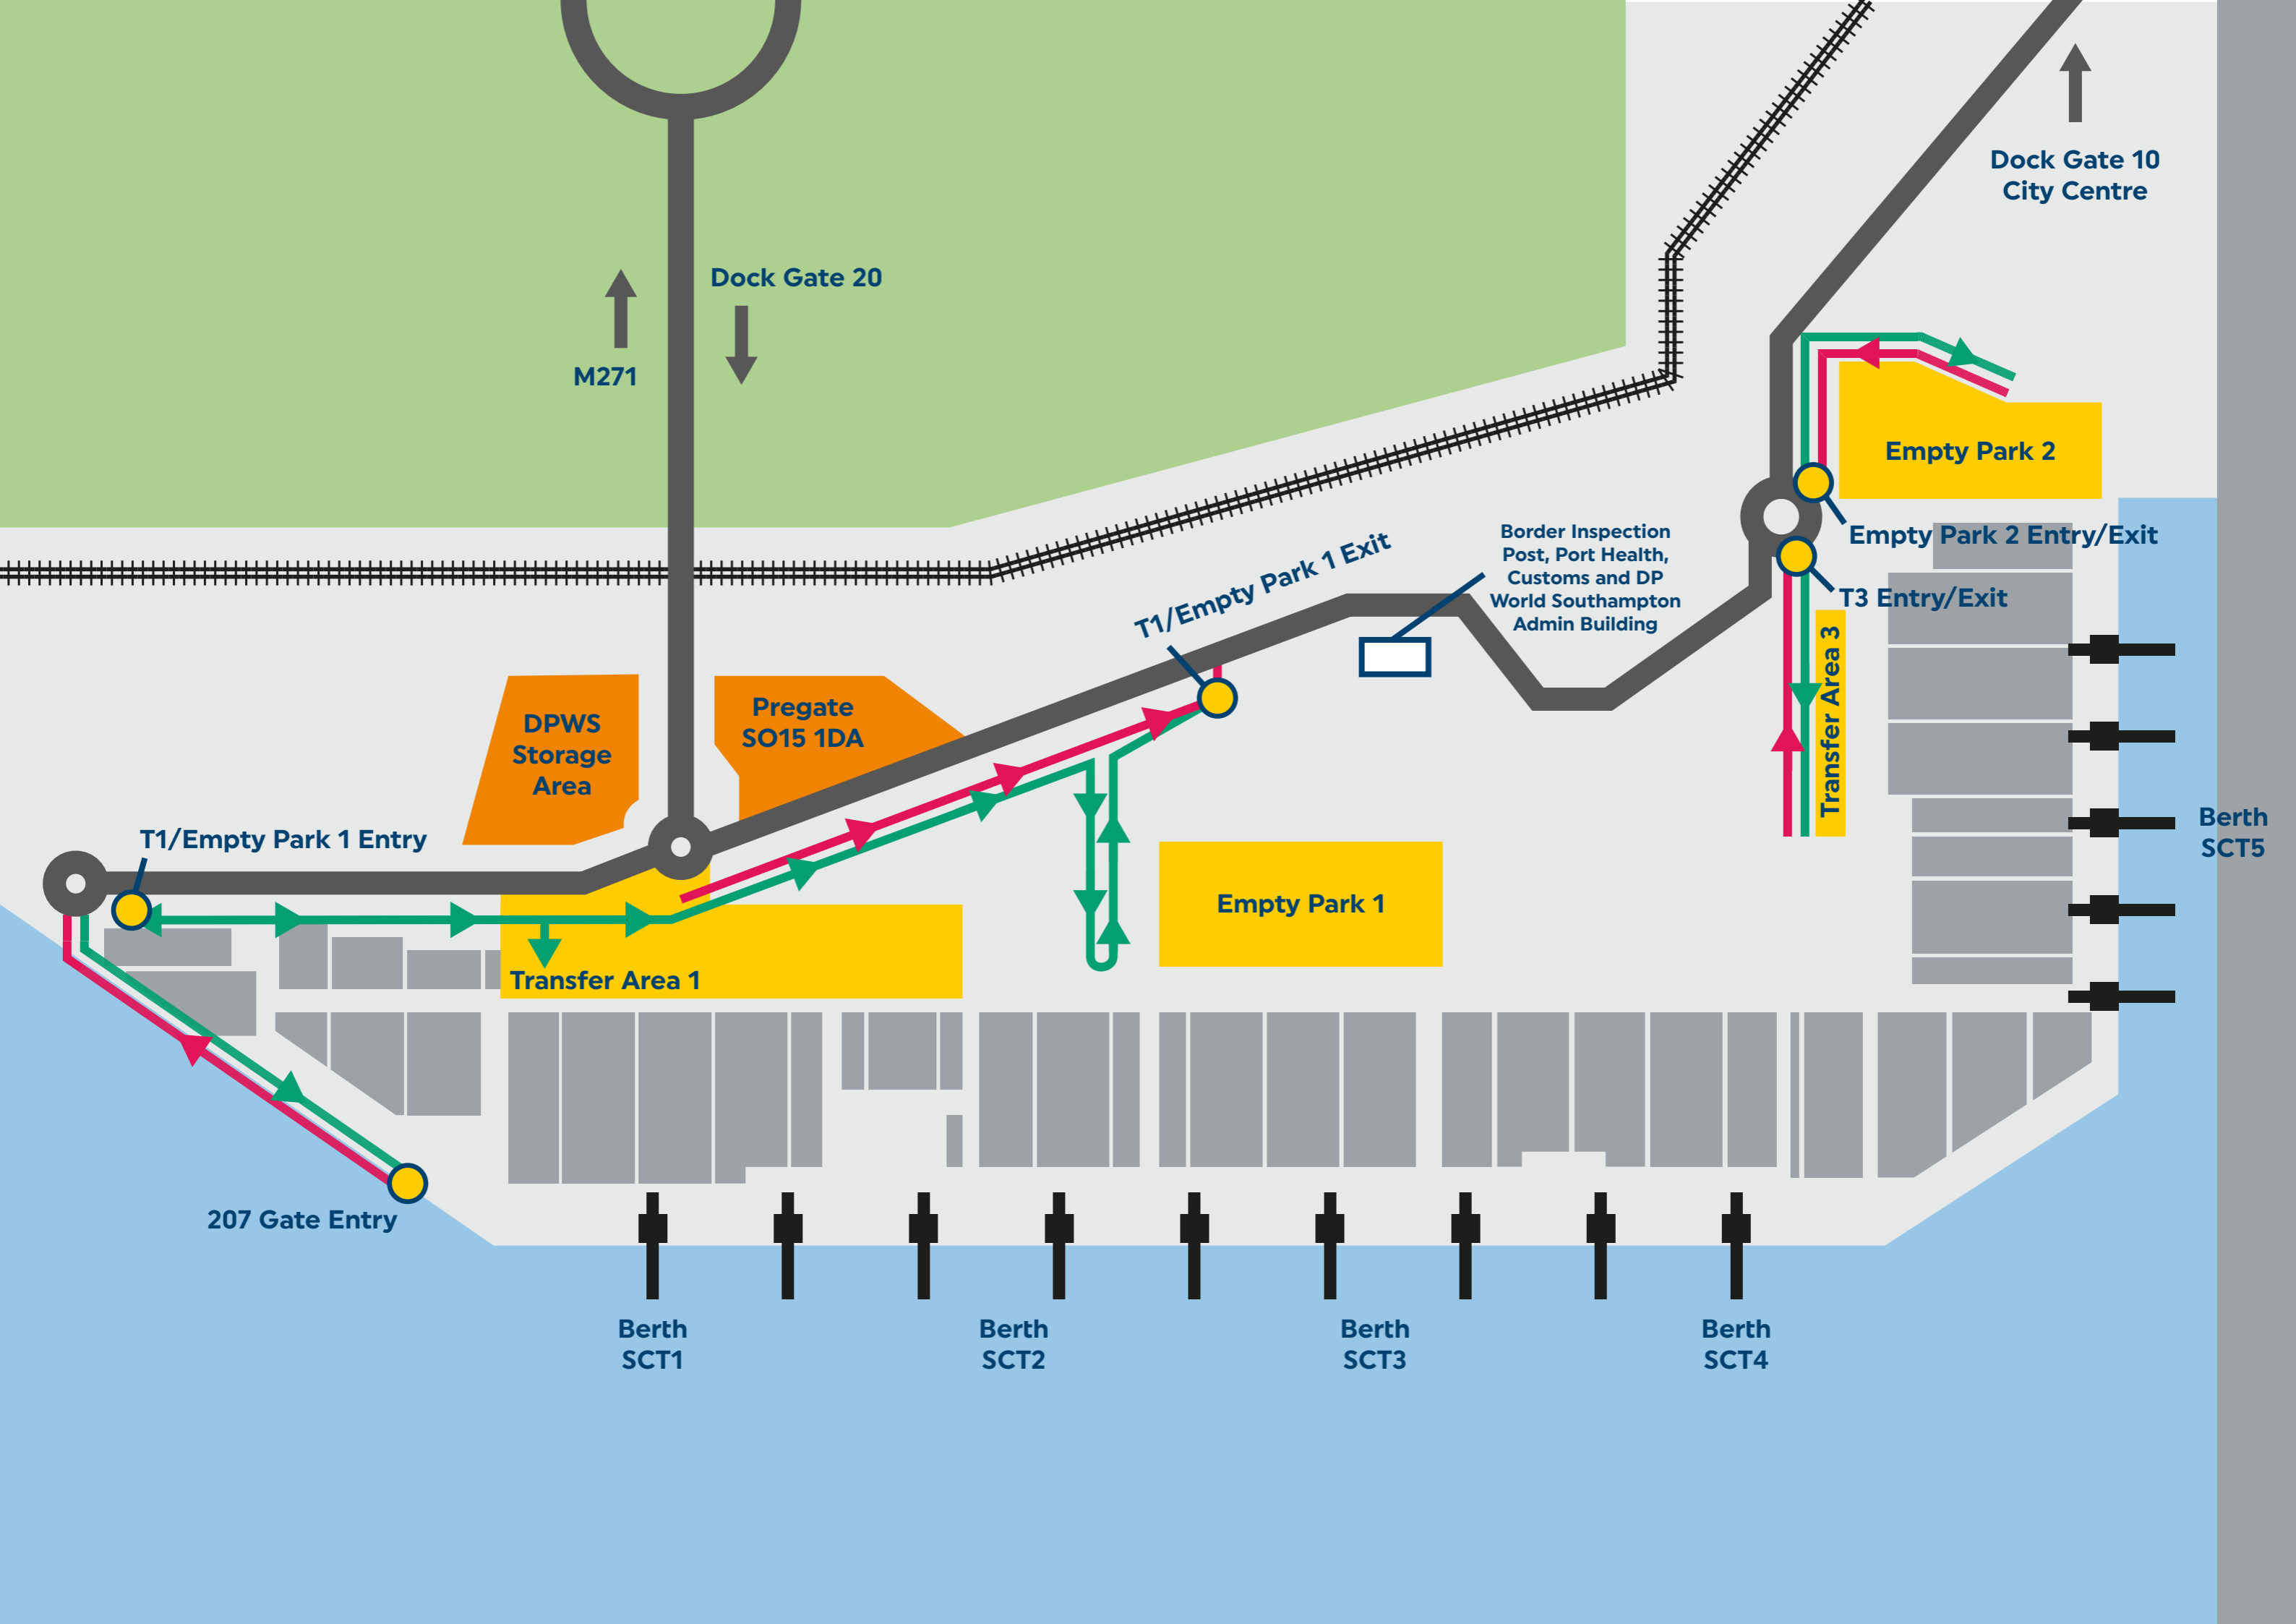 Dock Gate 10
City Centre
Dock Gate 20
M271
Empty Park 2
Empty Park 2 Entry/Exit
Border Inspection
Post, Port Health,
Customs and DP
World Southampton
Admin Building
T1/Empty Park 1 Exit
T3 Entry/Exit
Transfer Area 3
DPWS
Storage
Area
Pregate
SO15 1DA
T1/Empty Park 1 Entry
Berth
SCT5
Empty Park 1
Transfer Area 1
207 Gate Entry
Berth
SCT1
Berth
SCT2
Berth
SCT3
Berth
SCT4